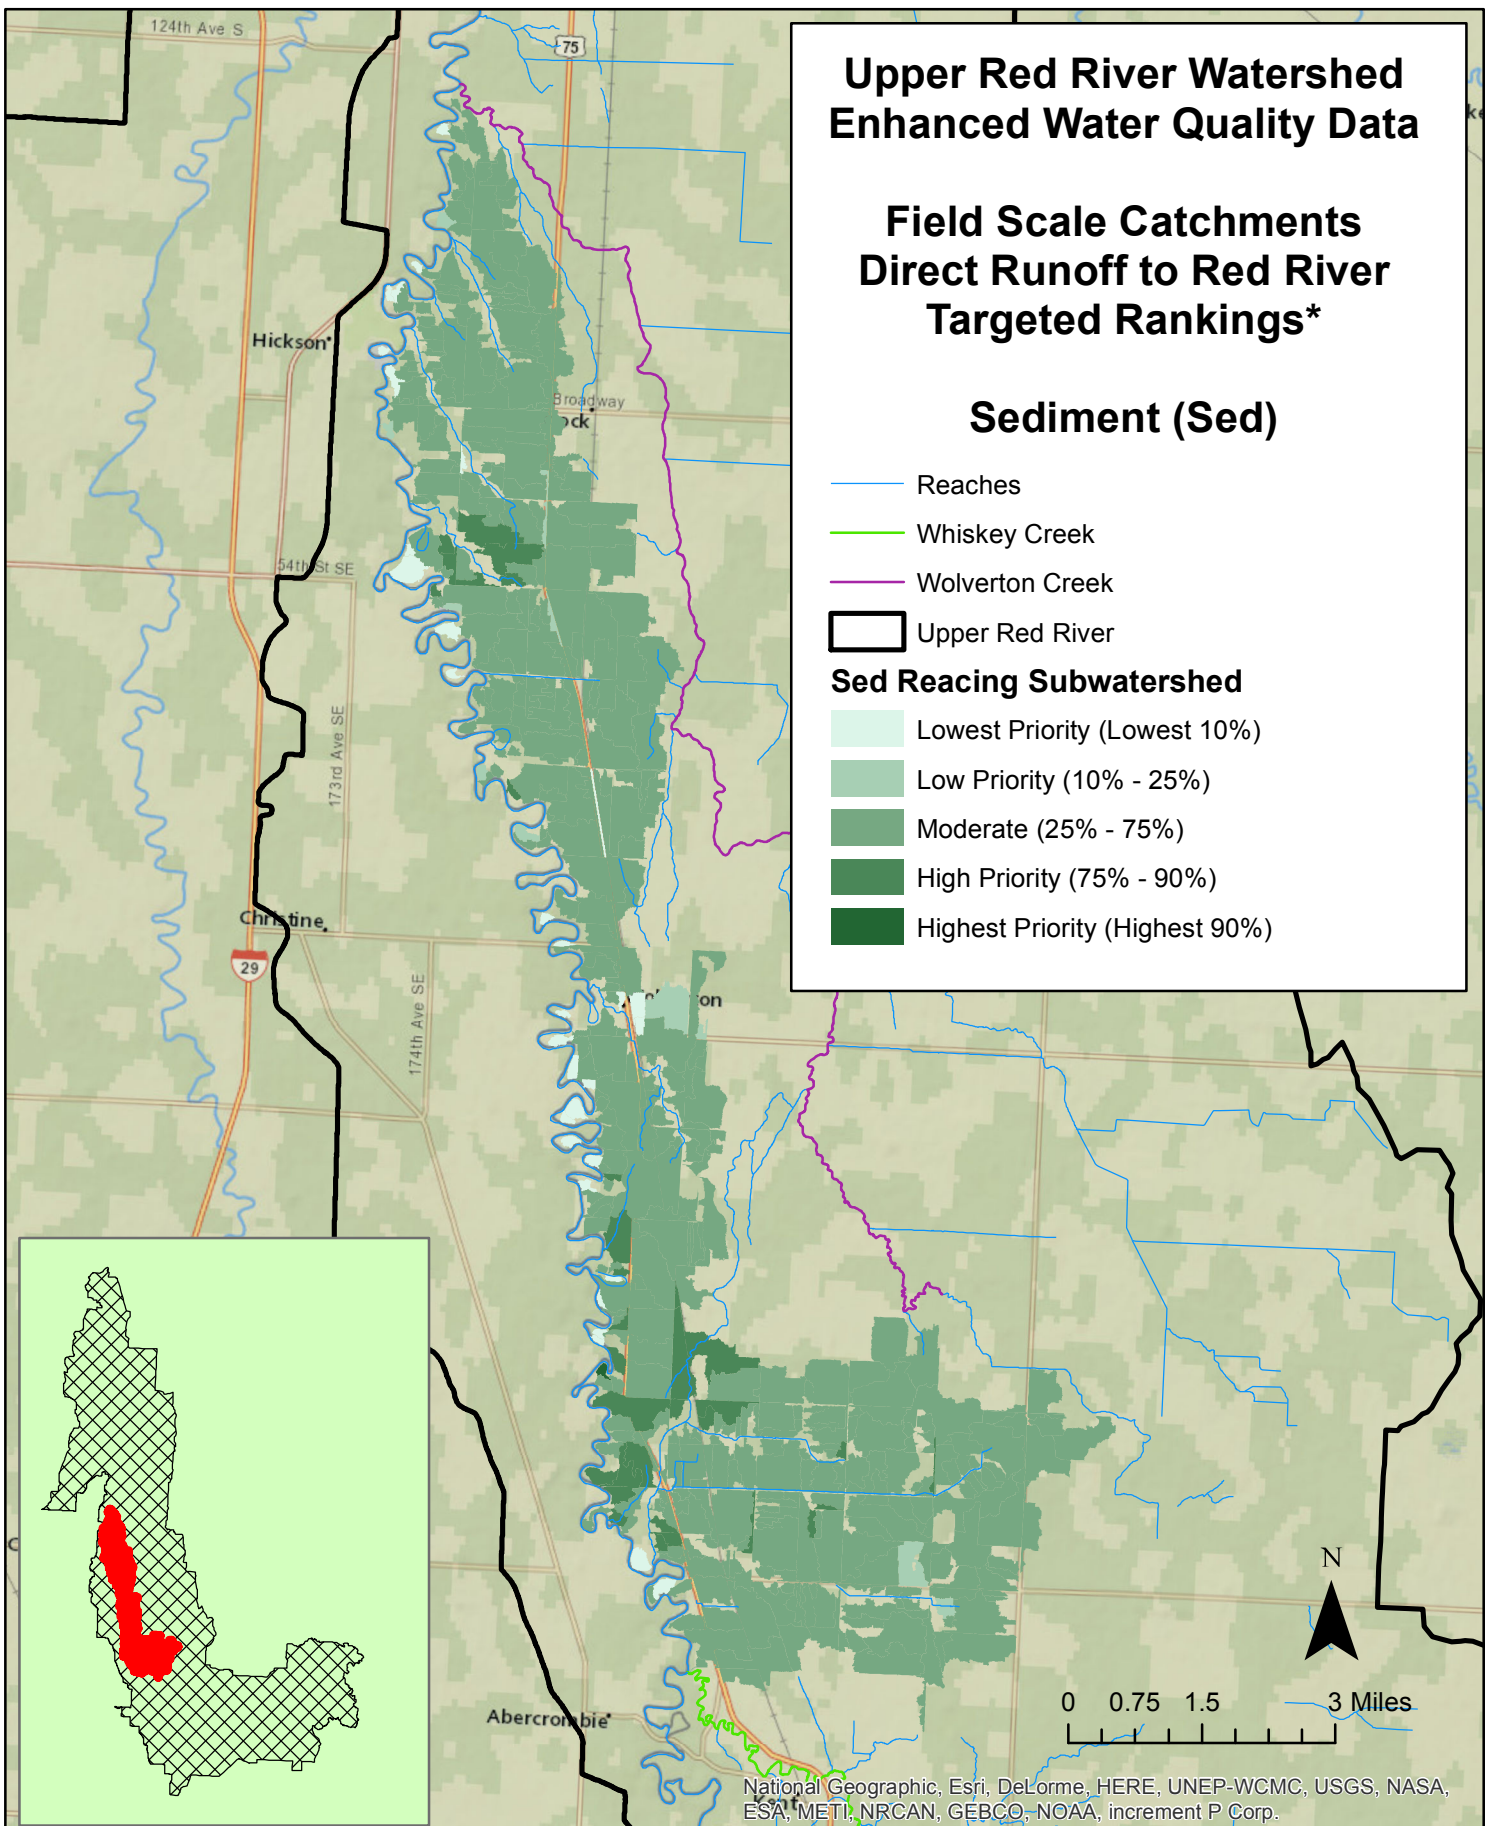 Upper Red River Watershed
Enhanced Water Quality Data
Field Scale Catchments
Direct Runoff to Red River
Targeted Rankings*
Sediment (Sed)
Reaches
Whiskey Creek
Wolverton Creek
Upper Red River
Sed Reacing Subwatershed
Lowest Priority (Lowest 10%)
Low Priority (10% - 25%)
Moderate (25% - 75%)
High Priority (75% - 90%)
Highest Priority (Highest 90%)
124th Ave S
75
Hickson
Broadway
ock
54th St SE
173rd Ave SE
Christine
29
174th Ave SE
on
Abercrombie
Kent
N
0 0.75 1.5 3 Miles
National Geographic, Esri, DeLorme, HERE, UNEP-WCMC, USGS, NASA,
ESA, METI, NRCAN, GEBCO, NOAA, increment P Corp.